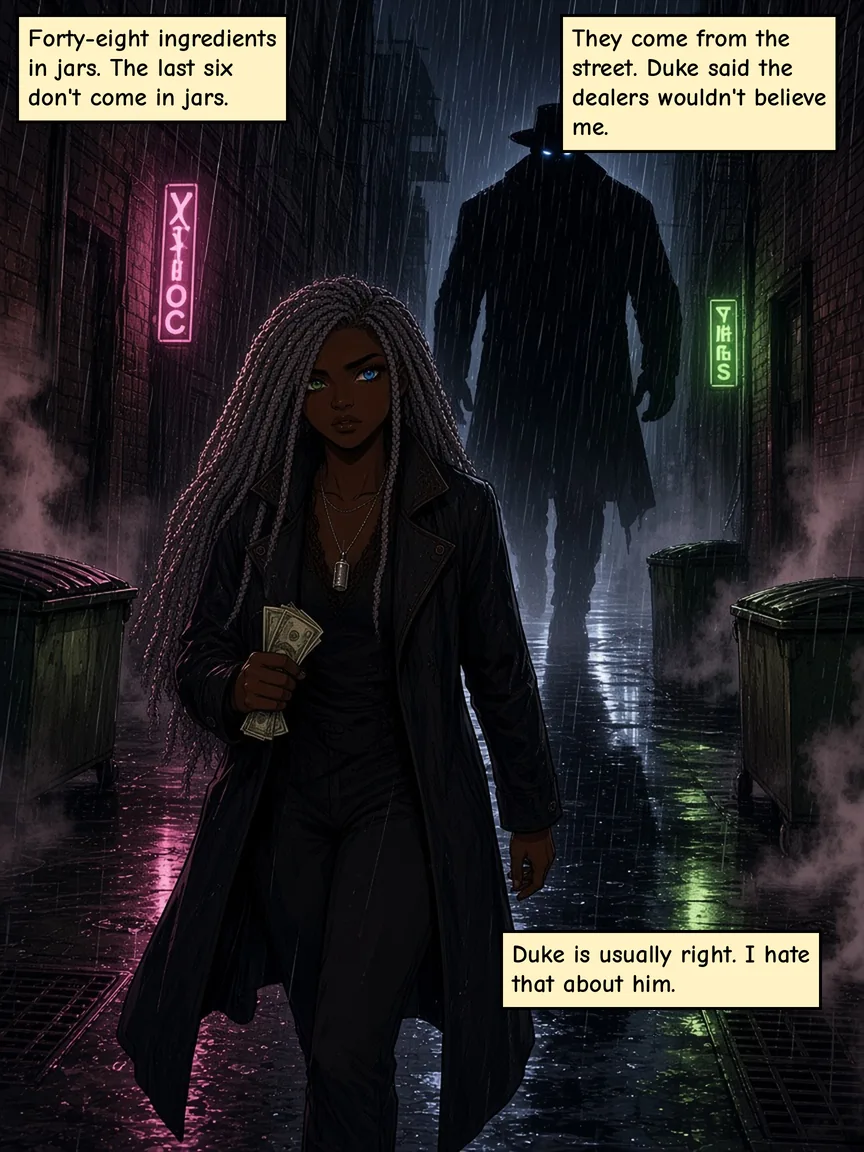 Forty-eight ingredients
in jars. The last six
don't come in jars.
They come from the
street. Duke said the
dealers wouldn't believe
me.
Duke is usually right. I hate
that about him.